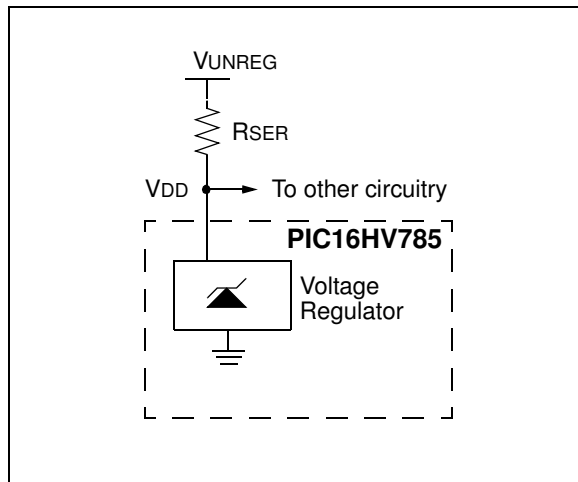 VUNREG
RSER
VDD
To other circuitry
PIC16HV785
Voltage
Regulator